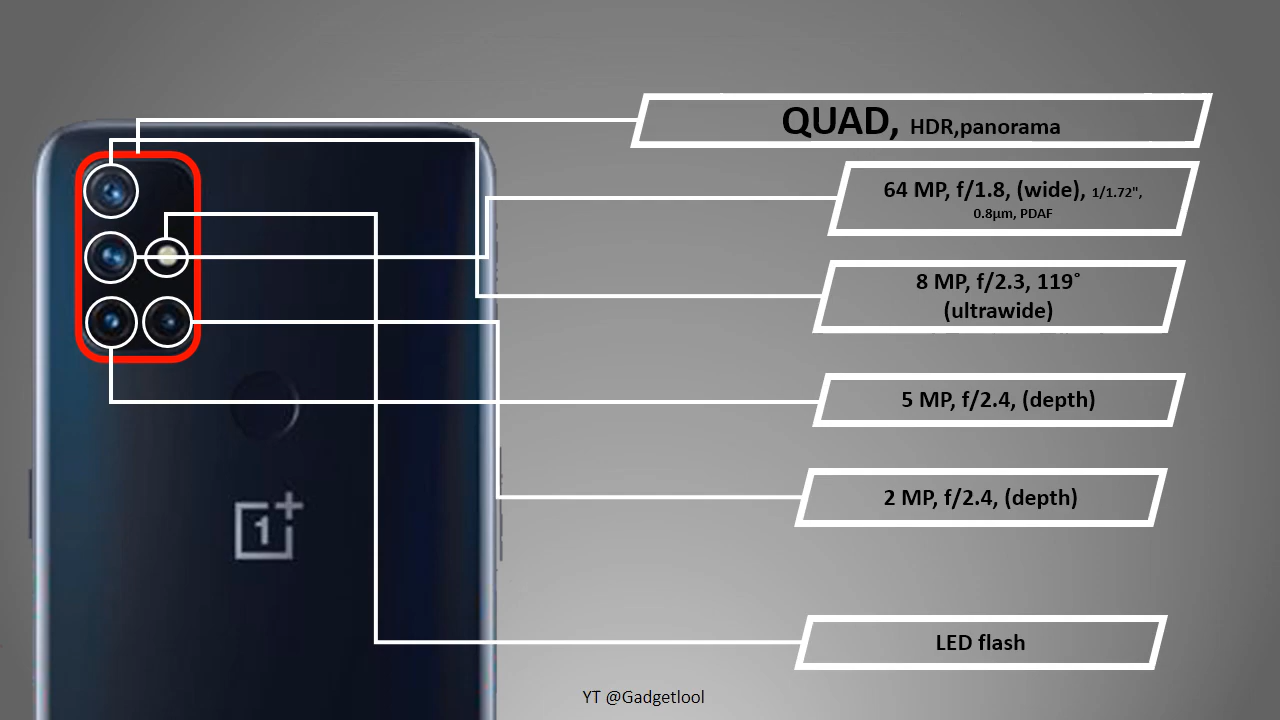 QUAD, HDR,panorama
64 MP, f/1.8, (wide), 1/1.72",
0.8µm, PDAF
8 MP, f/2.3, 119˚
(ultrawide)
5 MP, f/2.4, (depth)
2 MP, f/2.4, (depth)
1+
LED flash
YT @Gadgetlool